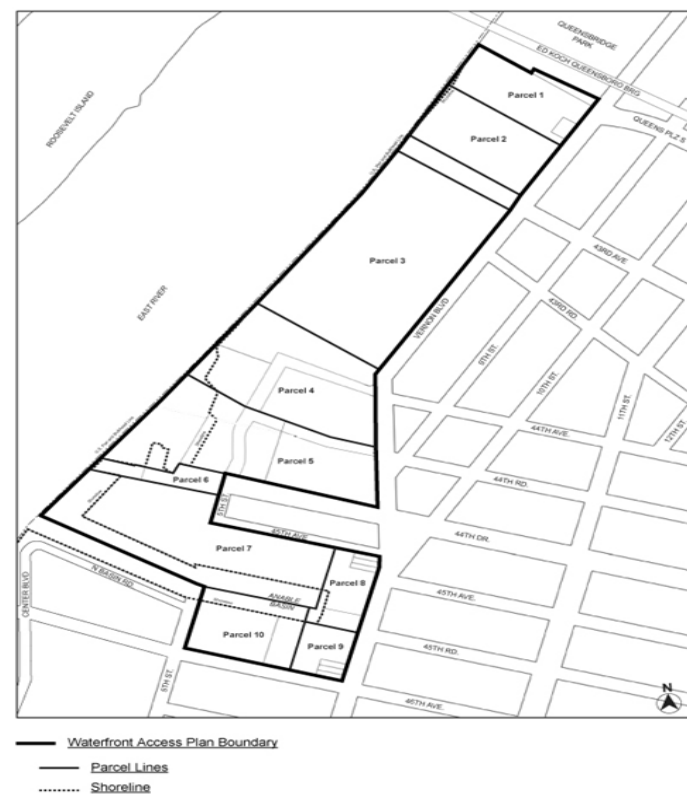 QUEENSBRIDGE
PARK
ED KOCH QUEENSBORO BRG
QUEENS PLZ S
ROOSEVELT ISLAND
Parcel 1
Parcel 2
Parcel 3
EAST RIVER
VERNON BLVD
43RD AVE.
43RD RD.
9TH ST.
10TH ST.
11TH ST.
12TH ST.
Parcel 4
44TH AVE.
Parcel 5
44TH RD.
Parcel 6
5TH ST.
45TH AVE.
44TH DR.
Parcel 7
N BASIN RD.
CENTER BLVD
Parcel 8
ANABLE
BASIN
45TH AVE.
Parcel 10
Parcel 9
45TH RD.
5TH ST.
46TH AVE.
N
Waterfront Access Plan Boundary
Parcel Lines
Shoreline